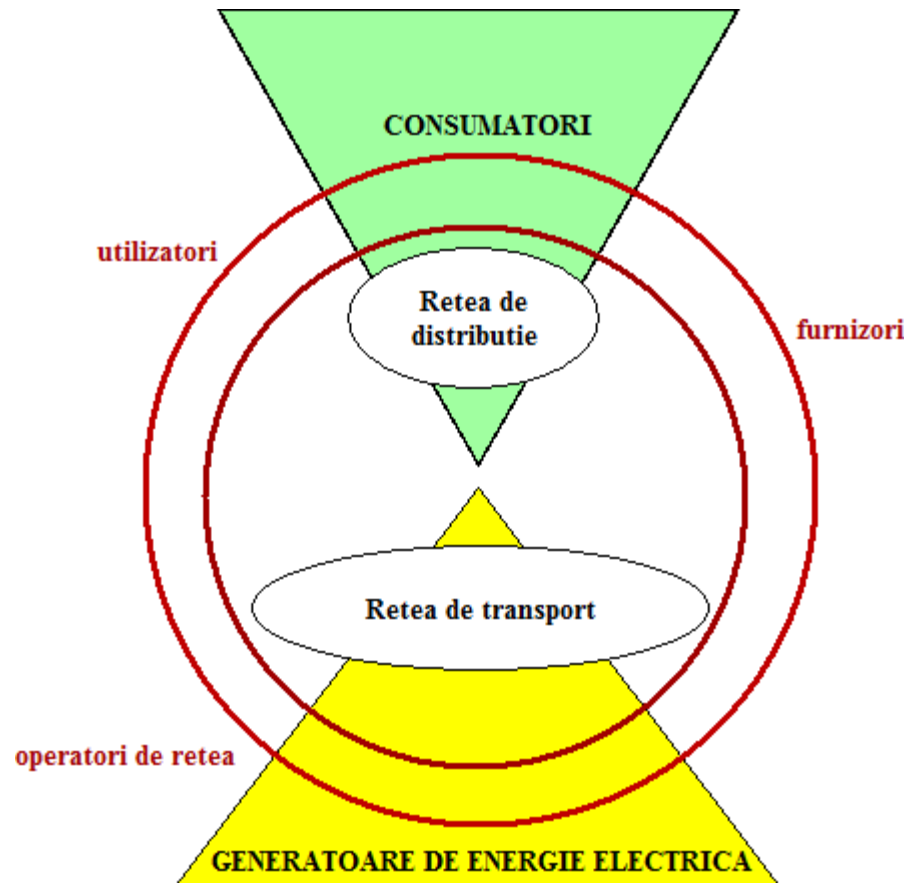 CONSUMATORI
utilizatori
Retea de
distributie
furnizori
Retea de transport
operatori de retea
GENERATOARE DE ENERGIE ELECTRICA